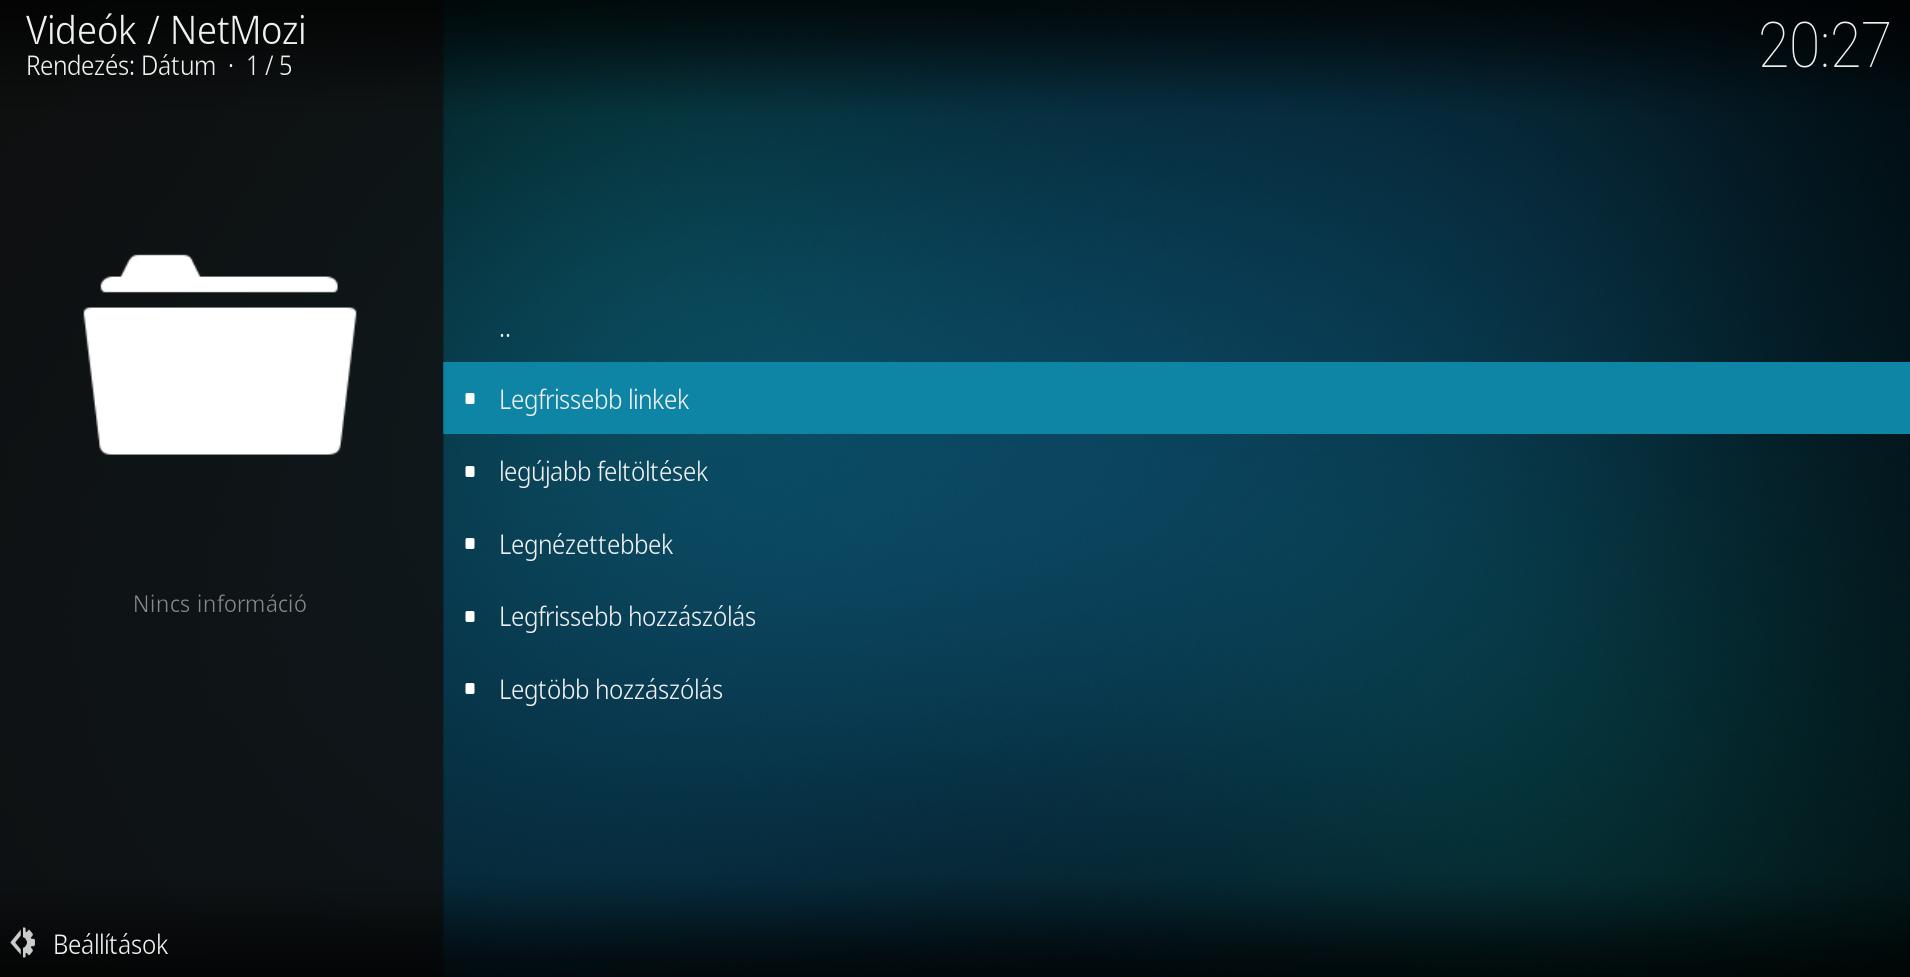 Videók / NetMozi
Rendezés: Dátum · 1 / 5
20:27
..
Legfrissebb linkek
legújabb feltöltések
Legnézettebbek
Legfrissebb hozzászólás
Legtöbb hozzászólás
Nincs információ
Beállítások